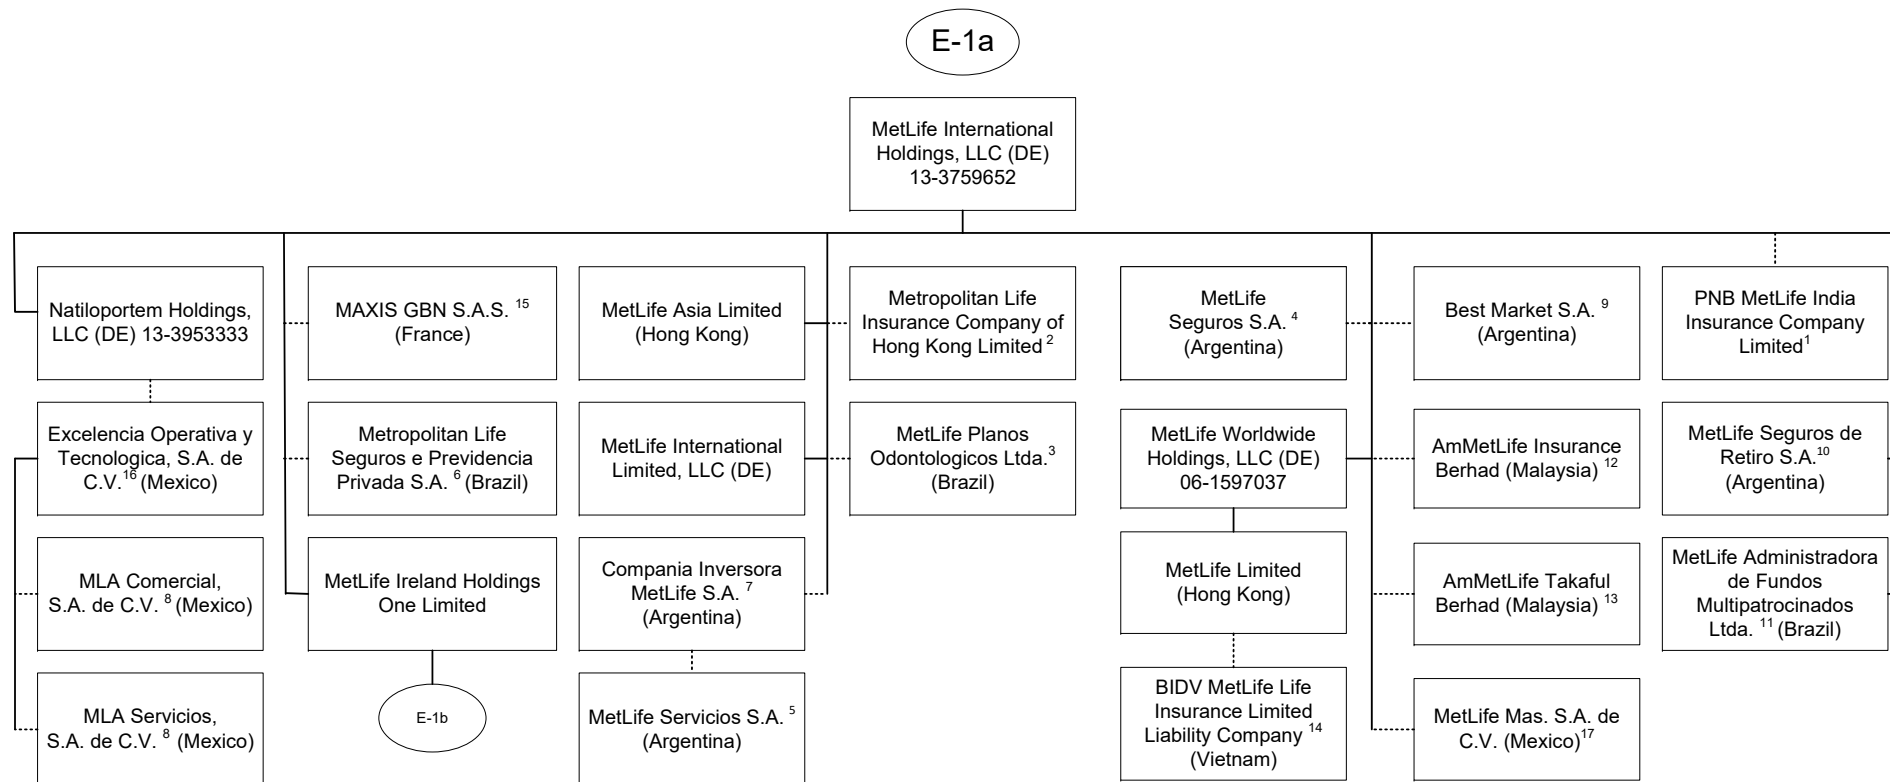 E-1a
MetLife International
Holdings, LLC (DE)
13-3759652
Natiloportem Holdings,
LLC (DE) 13-3953333
MAXIS GBN S.A.S. 15
(France)
MetLife Asia Limited
(Hong Kong)
Metropolitan Life
Insurance Company of
Hong Kong Limited 2
MetLife
Seguros S.A. 4
(Argentina)
Best Market S.A. 9
(Argentina)
PNB MetLife India
Insurance Company
Limited1
Excelencia Operativa y
Tecnologica, S.A. de
C.V.16 (Mexico)
Metropolitan Life
Seguros e Previdencia
Privada S.A. 6 (Brazil)
MetLife International
Limited, LLC (DE)
MetLife Planos
Odontologicos Ltda.3
(Brazil)
MetLife Worldwide
Holdings, LLC (DE)
06-1597037
AmMetLife Insurance
Berhad (Malaysia) 12
MetLife Seguros de
Retiro S.A.10
(Argentina)
MLA Comercial,
S.A. de C.V. 8 (Mexico)
MetLife Ireland Holdings
One Limited
Compania Inversora
MetLife S.A. 7
(Argentina)
MetLife Limited
(Hong Kong)
AmMetLife Takaful
Berhad (Malaysia) 13
MetLife Administradora
de Fundos
Multipatrocinados
Ltda. 11 (Brazil)
MLA Servicios,
S.A. de C.V. 8 (Mexico)
E-1b
MetLife Servicios S.A. 5
(Argentina)
BIDV MetLife Life
Insurance Limited
Liability Company 14
(Vietnam)
MetLife Mas. S.A. de
C.V. (Mexico)17